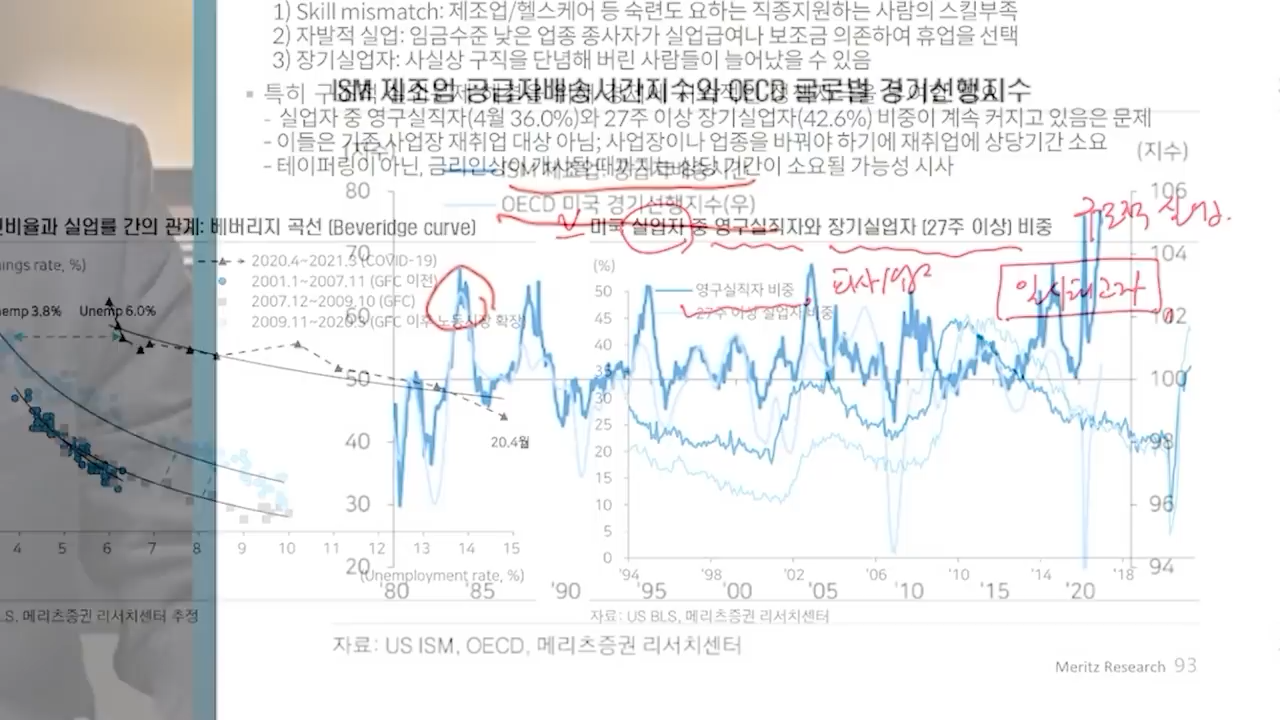 1) Skill mismatch: 제조업/헬스케어 등 숙련도 요하는 직종지원하는 사람의 스킬부족
2) 자발적 실업: 임금수준 낮은 업종 종사자가 실업급여나 보조금 의존하여 휴업을 선택
3) 장기실업자: 사실상 구직을 단념해 버린 사람들이 늘어났을 수 있음
ISM 제조업 공급자배송시간지수와 OECD 글로벌 경기선행지수
특히
- 실업자 중 영구실직자(4월 36.0%)와 27주 이상 장기실업자(42.6%) 비중이 계속 커지고 있음은 문제
- 이들은 기존 사업장 재취업 대상 아님; 사업장이나 업종을 바꿔야 하기에 재취업에 상당기간 소요
- 테이퍼링이 아닌, 금리인상이 개시될 때까지는 상당 기간이 소요될 가능성 시사
(지수) (지수)
ISM 제조업: 공급자배송시간
OECD 미국 경기선행지수(우)
80 106
비율과 실업률 간의 관계: 베버리지 곡선 (Beveridge curve)
미국 실업자 중 영구실직자와 장기실업자 (27주 이상) 비중
70 104
ings rate, %)
2020.4~2021.3 (COVID-19)
2001.1~2007.11 (GFC 이전)
2007.12~2009.10 (GFC)
2009.11~2020.3 (GFC 이후 노동시장 확장)
emp 3.8% Unemp 6.0%
20.4월
(%)
영구실직자 비중
27주 이상 실업자 비중
60 102
50 100
40 98
30 96
20 94
50
45
40
35
30
25
20
15
10
5
0
4 5 6 7 8 9 10 11 12 13 14 15
(Unemployment rate, %)
'94 '98 '02 '06 '10 '14 '18
'80 '85 '90 '95 '00 '05 '10 '15 '20
.S, 메리츠증권 리서치센터 추정
자료: US BLS, 메리츠증권 리서치센터
자료: US ISM, OECD, 메리츠증권 리서치센터
Meritz Research 93